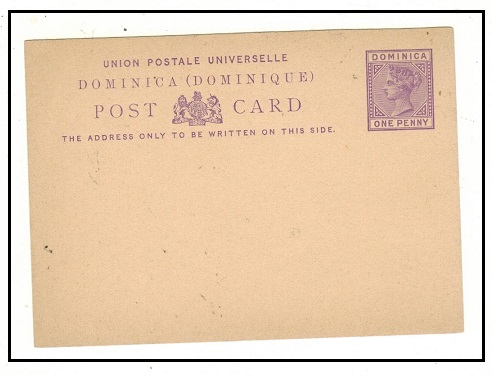 UNION POSTALE UNIVERSELLE
DOMINICA (DOMINIQUE)
POST CARD
THE ADDRESS ONLY TO BE WRITTEN ON THIS SIDE.
DOMINICA
ONE PENNY